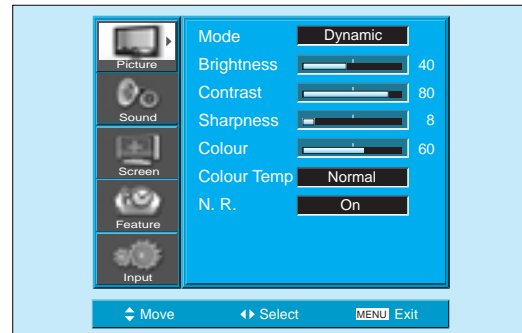 Picture
Sound
Screen
Feature
Input
Mode Dynamic
Brightness 40
Contrast 80
Sharpness 8
Colour 60
Colour Temp Normal
N. R. On
Move Select MENU Exit